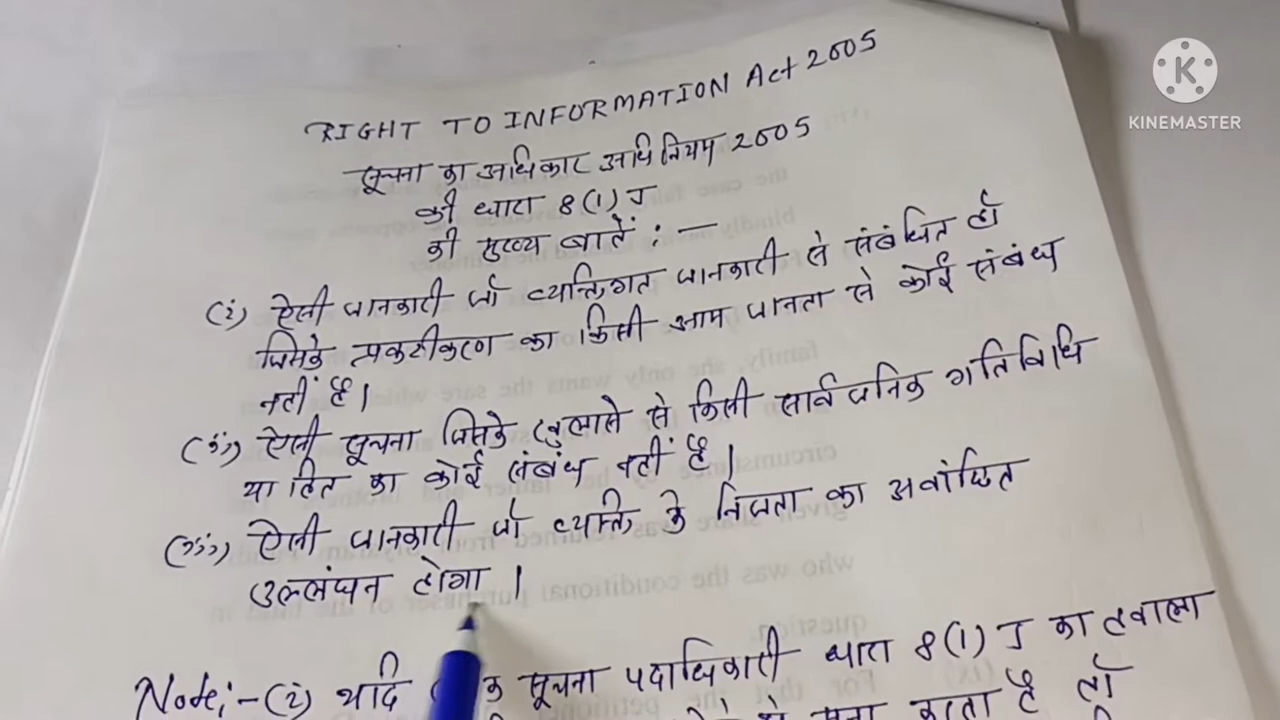 RIGHT TO INFORMATION Act 2005
सूचना का अधिकार अधिनियम 2005
की धारा 8(1) J
की मुख्य बातें : —
(i) ऐसी जानकारी जो व्यक्तिगत जानकारी से संबंधित हो
जिसके प्रकटीकरण का किसी आम जनता से कोई संबंध
नहीं है।
(ii) ऐसी सूचना जिसके खुलासे से किसी सार्वजनिक गतिविधि
या हित का कोई संबंध नहीं है।
(iii) ऐसी जानकारी जो व्यक्ति के निजता का अवांछित
उल्लंघन होगा।
Note:- (i) यदि सूचना पदाधिकारी धारा 8(1) J का हवाला
मना करता है तो
KINEMASTER